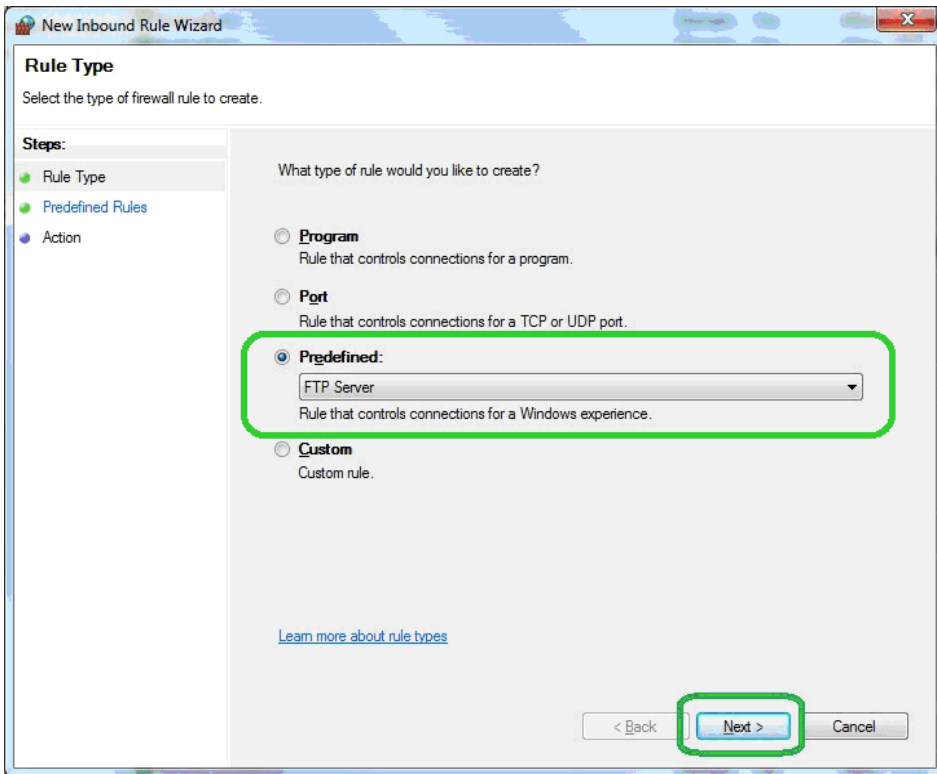 New Inbound Rule Wizard
Rule Type
Select the type of firewall rule to create.
Steps:
Rule Type
Predefined Rules
Action
What type of rule would you like to create?
Program
Rule that controls connections for a program.
Port
Rule that controls connections for a TCP or UDP port.
Predefined:
FTP Server
Rule that controls connections for a Windows experience.
Custom
Custom rule.
Learn more about rule types
< Back
Next >
Cancel